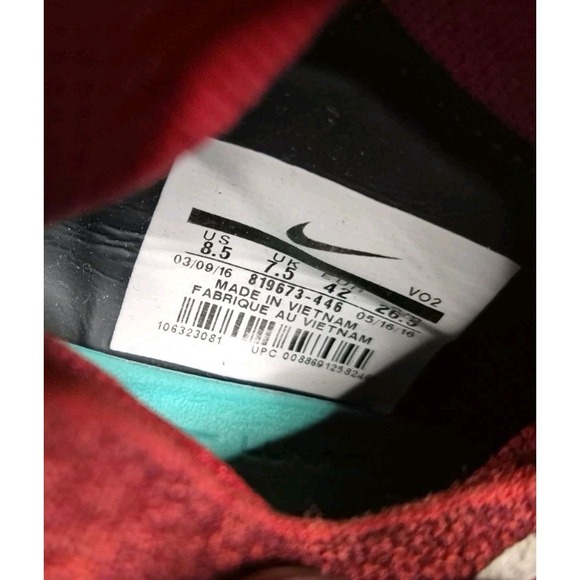 US UK EUR VO2
8.5 7.5 42 26.5
03/09/16 819673-446 05/16/16
MADE IN VIETNAM
FABRIQUE AU VIETNAM
106323081
UPC